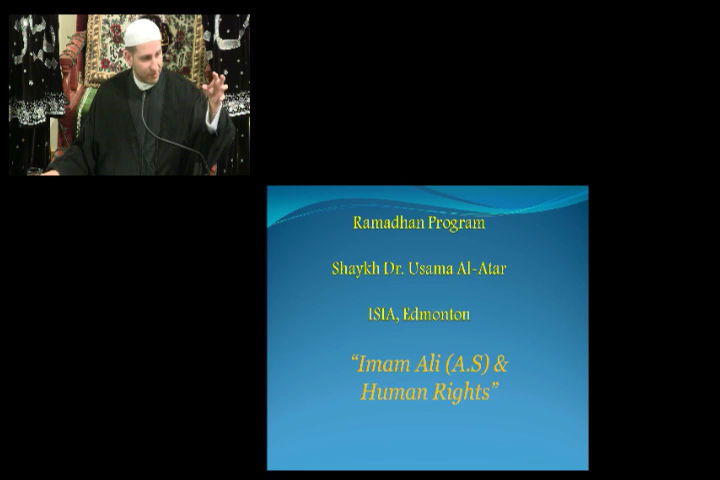 Ramadhan Program
Shaykh Dr. Usama Al-Atar
ISIA, Edmonton
“Imam Ali (A.S) &
Human Rights”